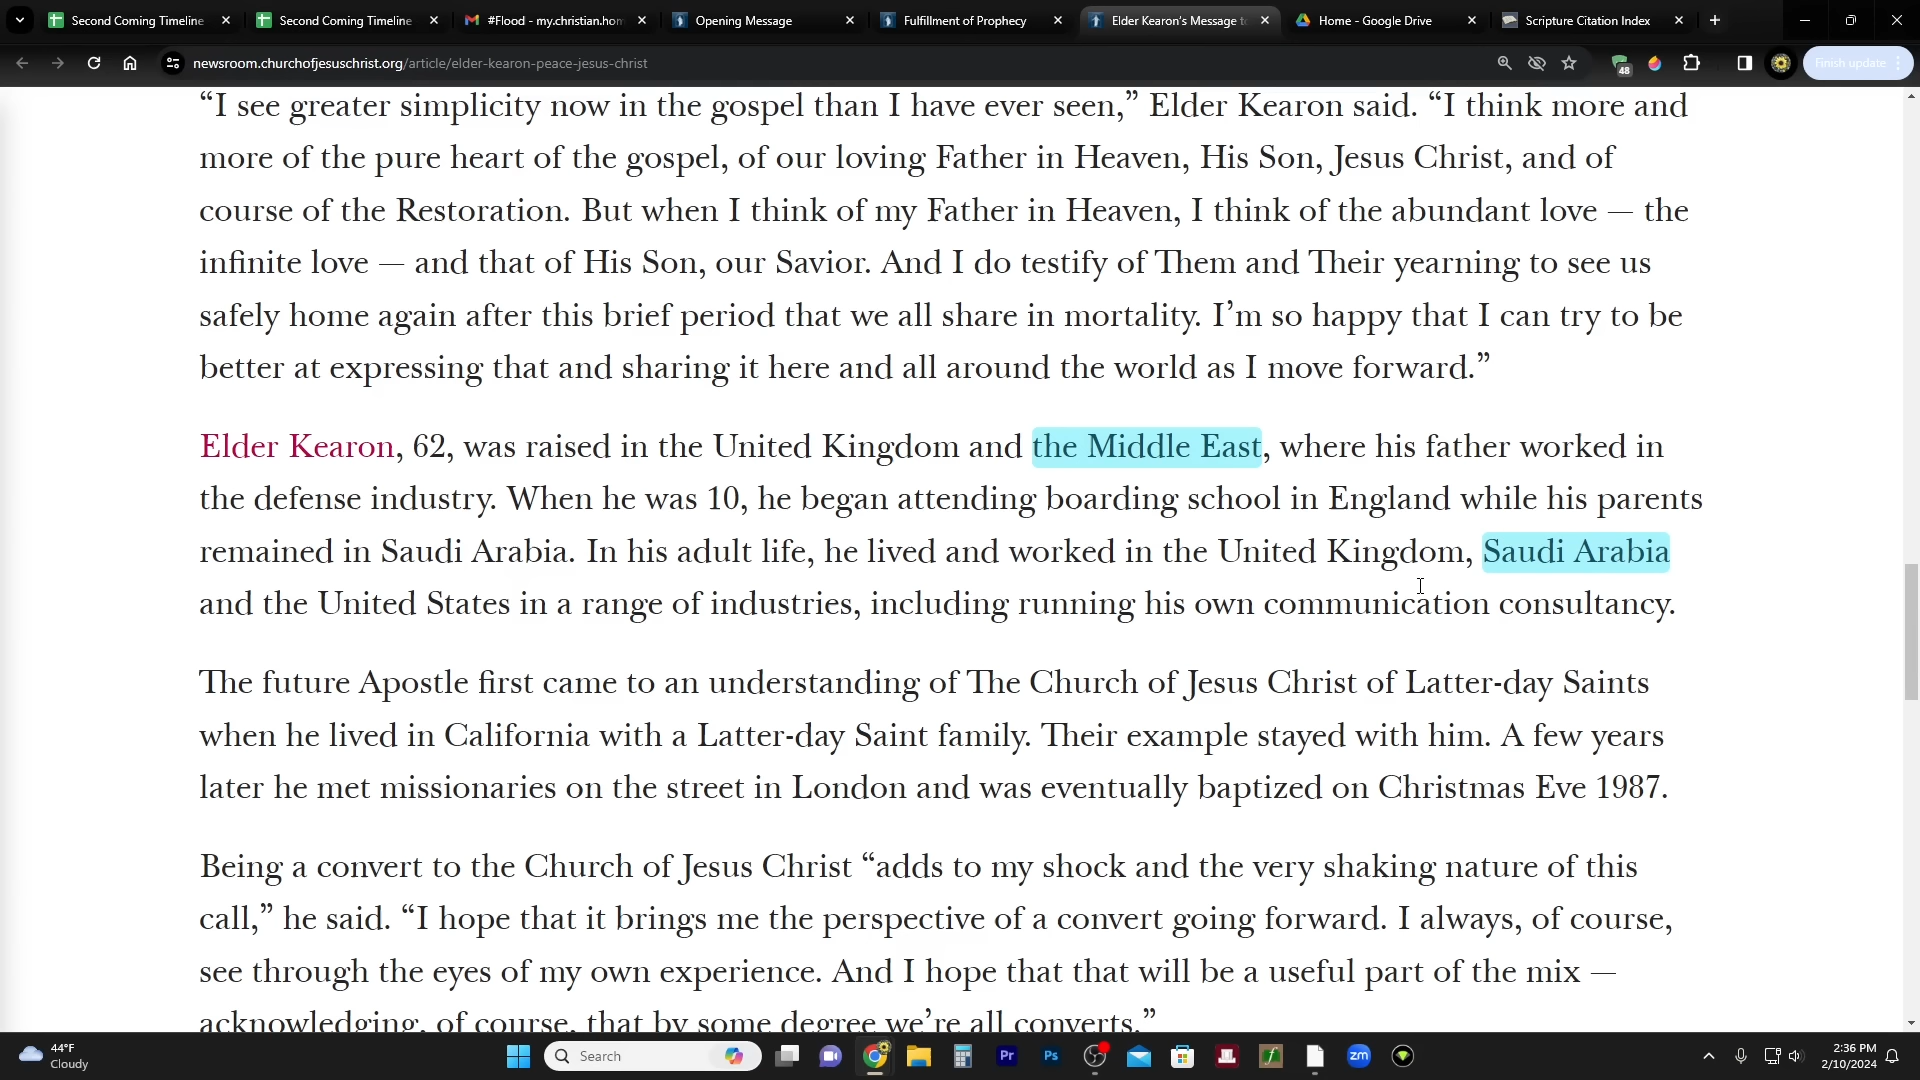 Second Coming Timeline
Second Coming Timeline
#Flood - my.christian.hom
Opening Message
Fulfillment of Prophecy
Elder Kearon's Message to
Home - Google Drive
Scripture Citation Index
newsroom.churchofjesuschrist.org/article/elder-kearon-peace-jesus-christ
48
Finish update
“I see greater simplicity now in the gospel than I have ever seen,” Elder Kearon said. “I think more and
more of the pure heart of the gospel, of our loving Father in Heaven, His Son, Jesus Christ, and of
course of the Restoration. But when I think of my Father in Heaven, I think of the abundant love — the
infinite love — and that of His Son, our Savior. And I do testify of Them and Their yearning to see us
safely home again after this brief period that we all share in mortality. I’m so happy that I can try to be
better at expressing that and sharing it here and all around the world as I move forward.”
Elder Kearon, 62, was raised in the United Kingdom and the Middle East, where his father worked in
the defense industry. When he was 10, he began attending boarding school in England while his parents
remained in Saudi Arabia. In his adult life, he lived and worked in the United Kingdom, Saudi Arabia
and the United States in a range of industries, including running his own communication consultancy.
The future Apostle first came to an understanding of The Church of Jesus Christ of Latter-day Saints
when he lived in California with a Latter-day Saint family. Their example stayed with him. A few years
later he met missionaries on the street in London and was eventually baptized on Christmas Eve 1987.
Being a convert to the Church of Jesus Christ “adds to my shock and the very shaking nature of this
call,” he said. “I hope that it brings me the perspective of a convert going forward. I always, of course,
see through the eyes of my own experience. And I hope that that will be a useful part of the mix —
acknowledging, of course, that by some degree we’re all converts.”
44°F
Cloudy
Search
Pr
Ps
zm
2:36 PM
2/10/2024